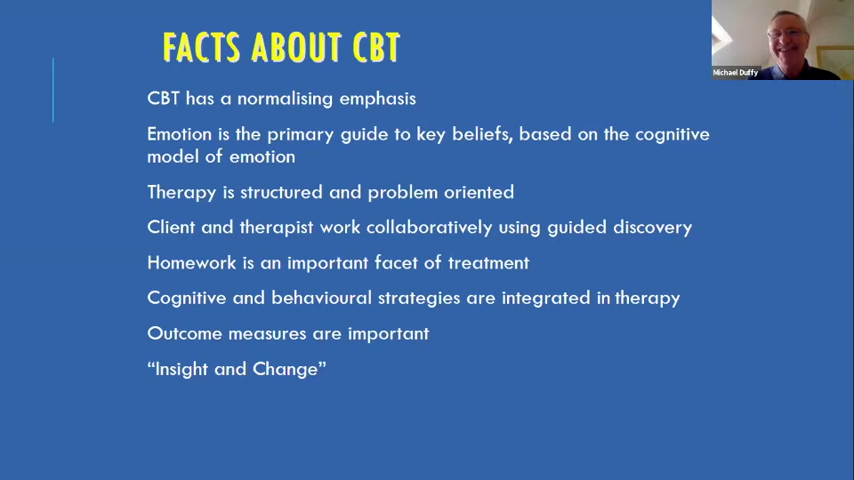 FACTS ABOUT CBT
Michael Duffy
CBT has a normalising emphasis
Emotion is the primary guide to key beliefs, based on the cognitive
model of emotion
Therapy is structured and problem oriented
Client and therapist work collaboratively using guided discovery
Homework is an important facet of treatment
Cognitive and behavioural strategies are integrated in therapy
Outcome measures are important
“Insight and Change”